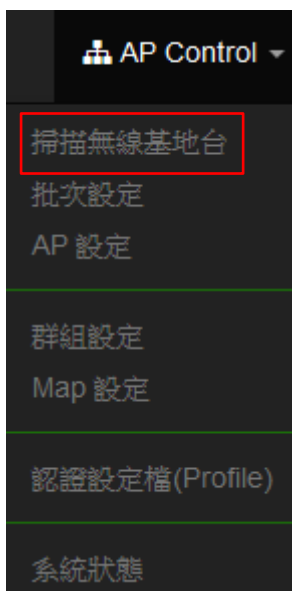 AP Control
掃描無線基地台
批次設定
AP 設定
群組設定
Map 設定
認證設定檔(Profile)
系統狀態